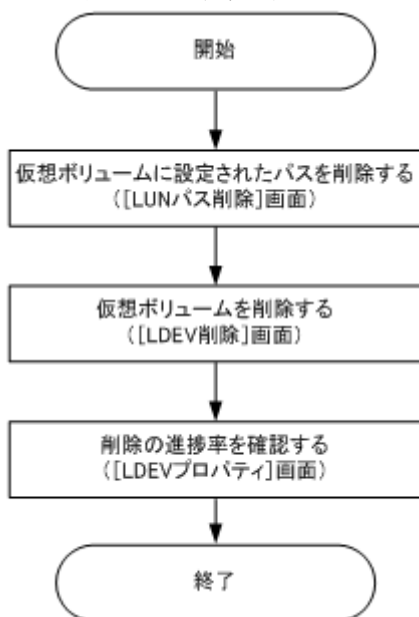 開始
仮想ボリュームに設定されたパスを削除する
([LUNパス削除]画面)
仮想ボリュームを削除する
([LDEV削除]画面)
削除の進捗率を確認する
([LDEVプロパティ]画面)
終了